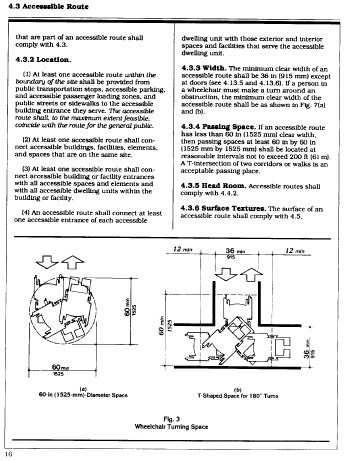 4.3 Accessible Route
that are part of an accessible route shall
comply with 4.3.
4.3.2 Location.
(1) At least one accessible route within the
boundary of the site shall be provided from
public transportation stops, accessible parking,
and accessible passenger loading zones, and
public streets or sidewalks to the accessible
building entrance they serve. The accessible
route shall, to the maximum extent feasible,
coincide with the route for the general public.
(2) At least one accessible route shall con-
nect accessible buildings, facilities, elements,
and spaces that are on the same site.
(3) At least one accessible route shall con-
nect accessible building or facility entrances
with all accessible spaces and elements and
with all accessible dwelling units within the
building or facility.
(4) An accessible route shall connect at least
one accessible entrance of each accessible
dwelling unit with those exterior and interior
spaces and facilities that serve the accessible
dwelling unit.
4.3.3 Width. The minimum clear width of an
accessible route shall be 36 in (915 mm) except
at doors (see 4.13.5 and 4.13.6). If a person in
a wheelchair must make a turn around an
obstruction, the minimum clear width of the
accessible route shall be as shown in Fig. 7(a)
and (b).
4.3.4 Passing Space. If an accessible route
has less than 60 in (1525 mm) clear width,
then passing spaces at least 60 in by 60 in
(1525 mm by 1525 mm) shall be located at
reasonable intervals not to exceed 200 ft (61 m).
A T-intersection of two corridors or walks is an
acceptable passing place.
4.3.5 Head Room. Accessible routes shall
comply with 4.4.2.
4.3.6 Surface Textures. The surface of an
accessible route shall comply with 4.5.
12 min
36 min
915
12 min
60 min
1525
60 min
1525
36 min
915
60 min
1525
(a)
60-in (1525-mm)-Diameter Space
(b)
T-Shaped Space for 180° Turns
Fig. 3
Wheelchair Turning Space
16